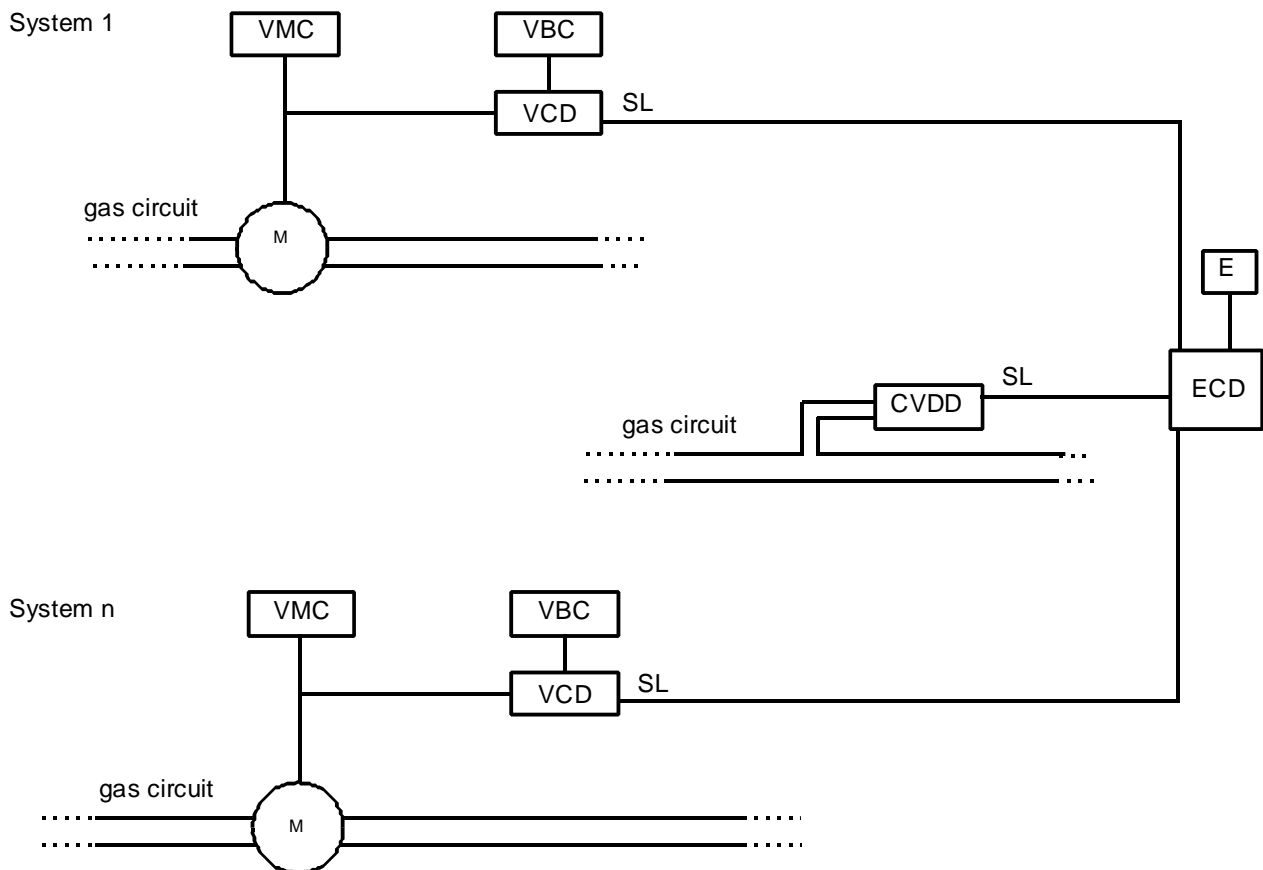 System 1
VMC
VBC
VCD
SL
gas circuit
M
E
ECD
SL
CVDD
gas circuit
System n
VMC
VBC
VCD
SL
gas circuit
M